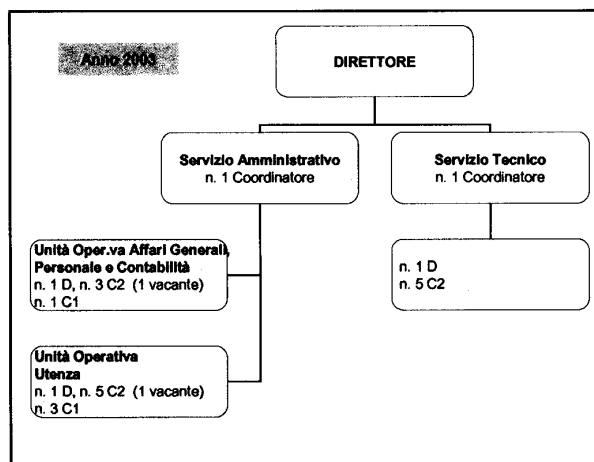 Anno 2003
DIRETTORE
Servizio Amministrativo
n. 1 Coordinatore
Servizio Tecnico
n. 1 Coordinatore
Unità Oper.va Affari Generali,
Personale e Contabilità
n. 1 D, n. 3 C2 (1 vacante)
n. 1 C1
n. 1 D
n. 5 C2
Unità Operativa
Utenza
n. 1 D, n. 5 C2 (1 vacante)
n. 3 C1